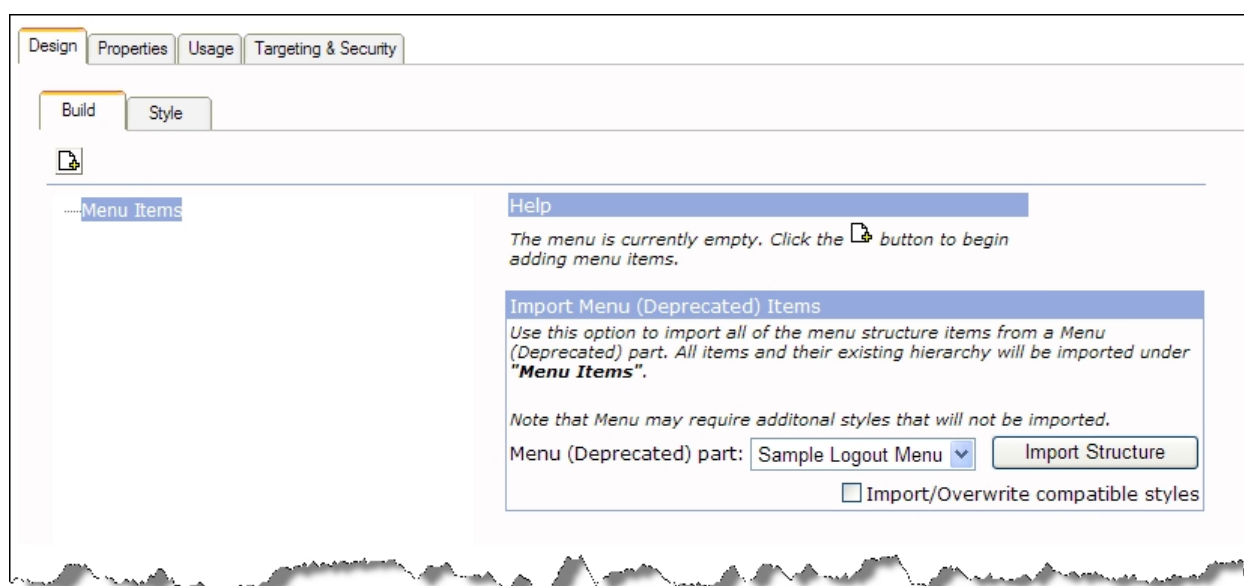 Design Properties Usage Targeting & Security
Build Style
Menu Items
Help
The menu is currently empty. Click the button to begin
adding menu items.
Import Menu (Deprecated) Items
Use this option to import all of the menu structure items from a Menu
(Deprecated) part. All items and their existing hierarchy will be imported under
"Menu Items".
Note that Menu may require additonal styles that will not be imported.
Menu (Deprecated) part: Sample Logout Menu Import Structure
Import/Overwrite compatible styles